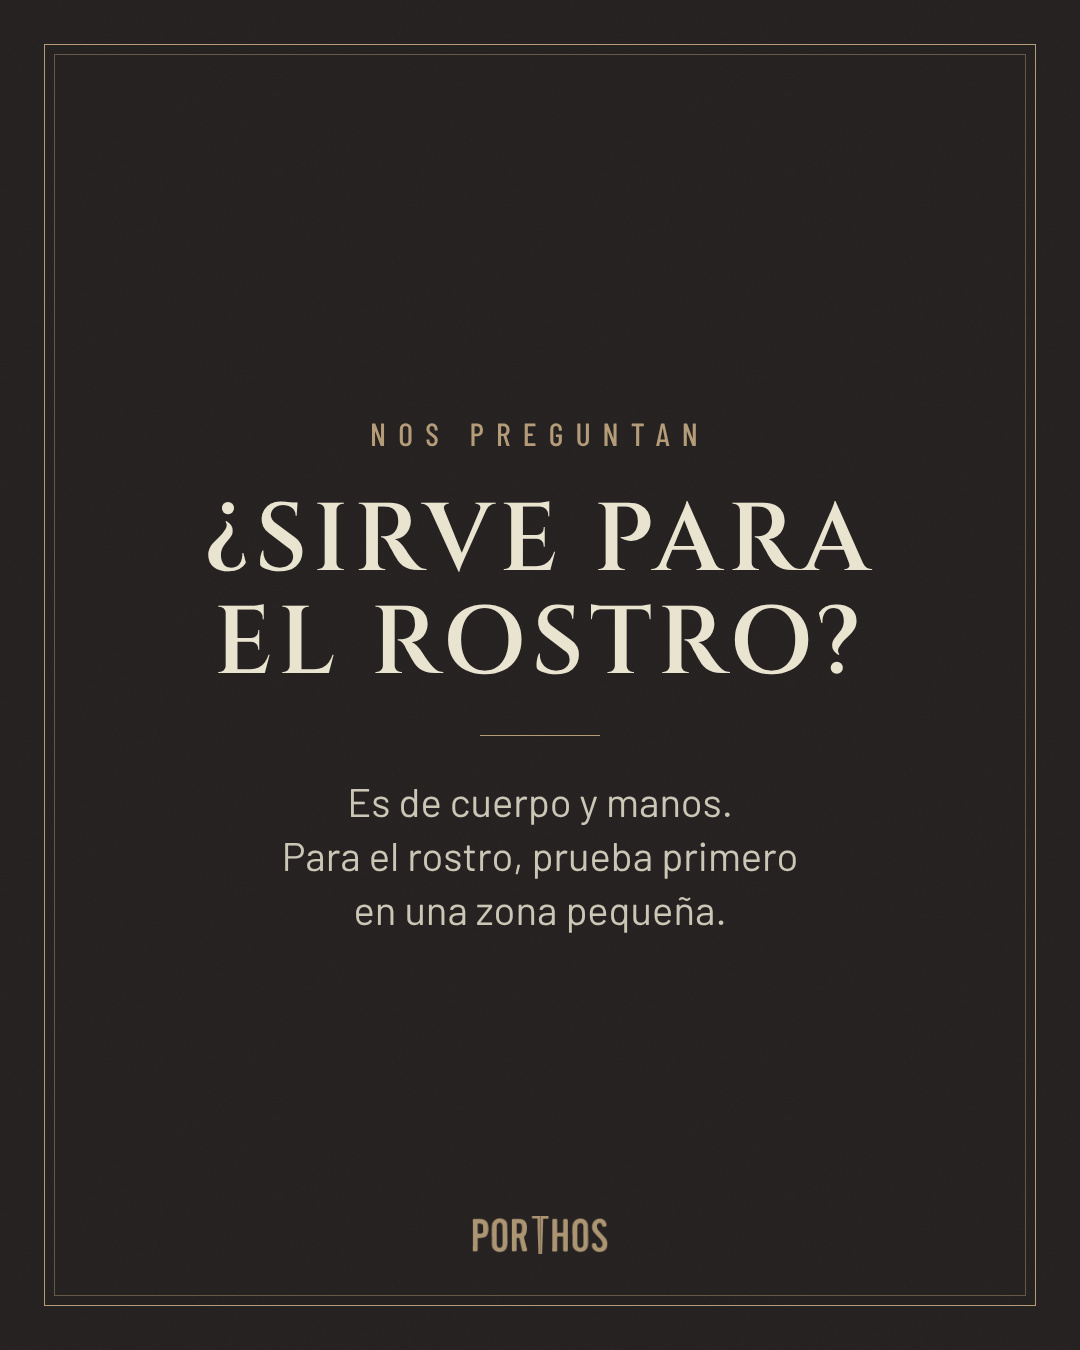 NOS PREGUNTAN
¿SIRVE PARA
EL ROSTRO?
Es de cuerpo y manos.
Para el rostro, prueba primero
en una zona pequeña.
PORTHOS